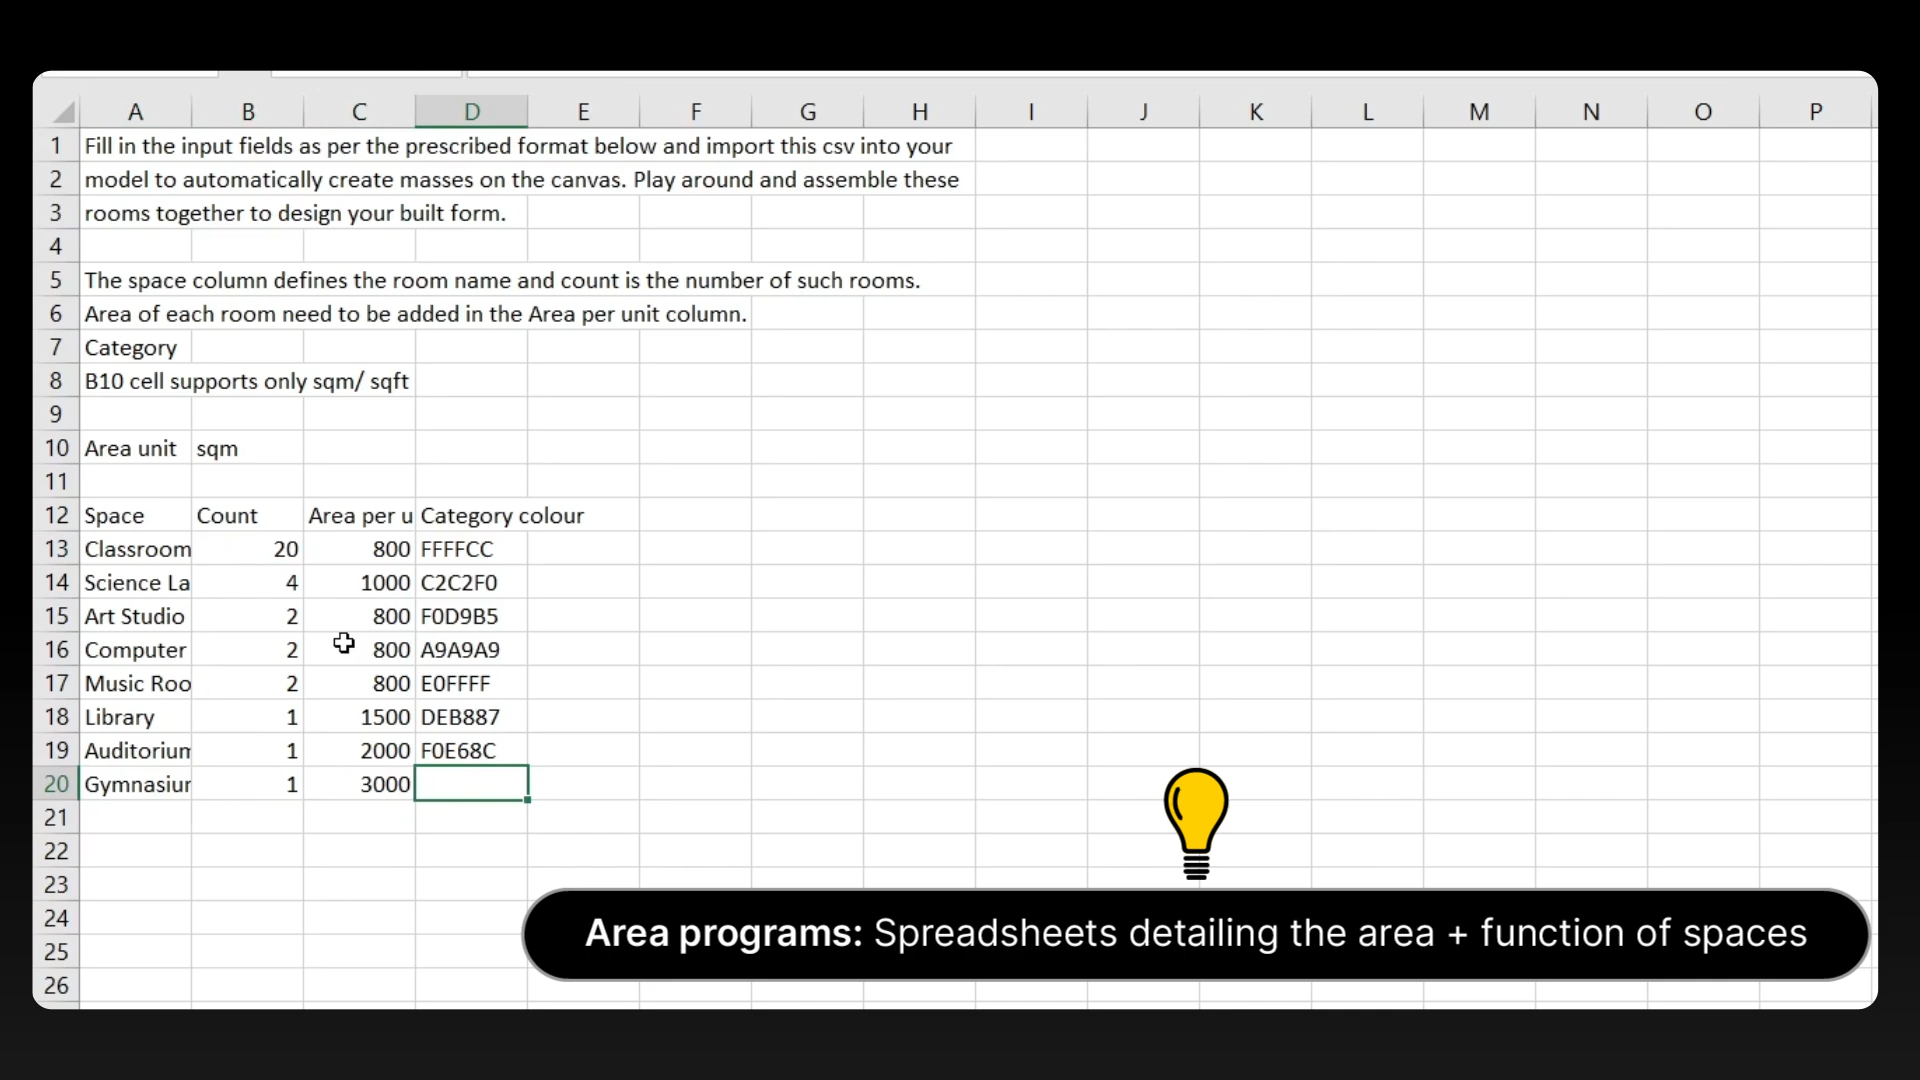 A B C D E F G H I J K L M N O P
1 Fill in the input fields as per the prescribed format below and import this csv into your
2 model to automatically create masses on the canvas. Play around and assemble these
3 rooms together to design your built form.
4
5 The space column defines the room name and count is the number of such rooms.
6 Area of each room need to be added in the Area per unit column.
7 Category
8 B10 cell supports only sqm/ sqft
9
10 Area unit sqm
11
12 Space Count Area per u Category colour
13 Classroom 20 800 FFFFCC
14 Science La 4 1000 C2C2F0
15 Art Studio 2 800 F0D9B5
16 Computer 2 800 A9A9A9
17 Music Roo 2 800 E0FFFF
18 Library 1 1500 DEB887
19 Auditorium 1 2000 F0E68C
20 Gymnasium 1 3000
21
22
23
24
25
26
Area programs: Spreadsheets detailing the area + function of spaces